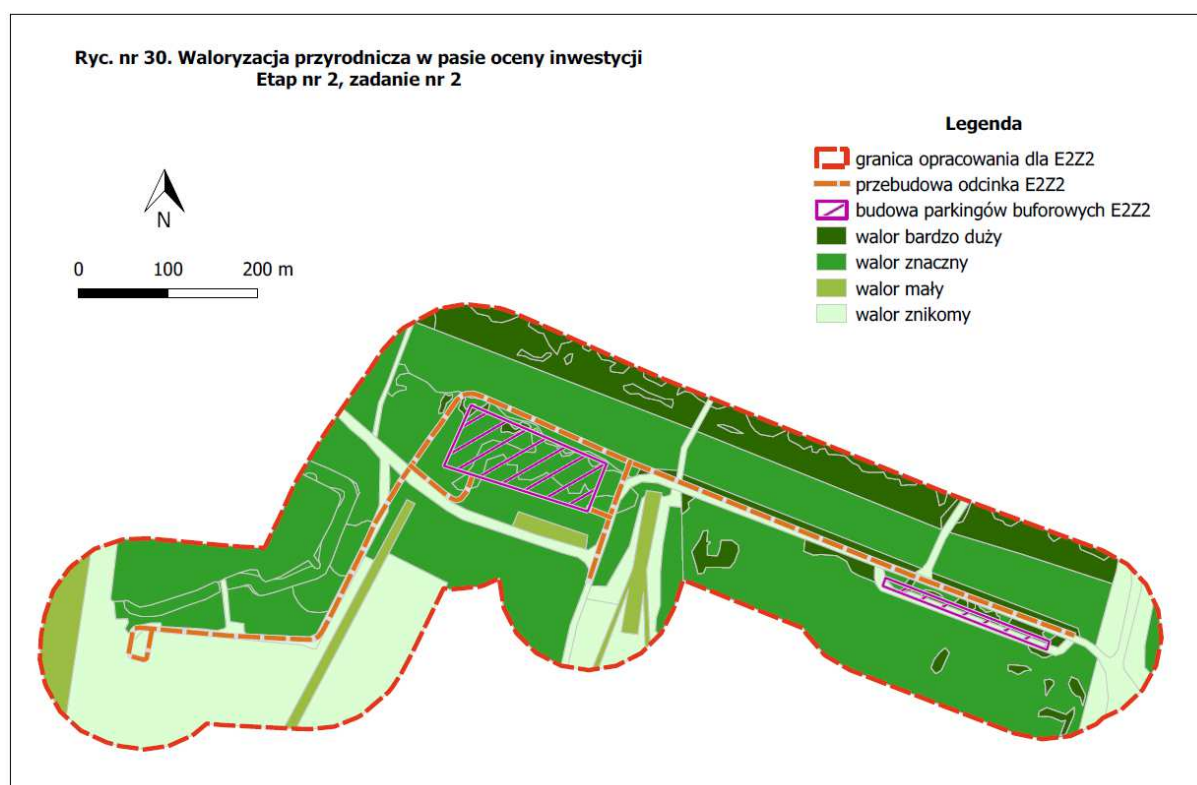 Ryc. nr 30. Waloryzacja przyrodnicza w pasie oceny inwestycji
Etap nr 2, zadanie nr 2
Legenda
granica opracowania dla E2Z2
przebudowa odcinka E2Z2
budowa parkingów buforowych E2Z2
walor bardzo duży
walor znaczny
walor mały
walor znikomy
N
0 100 200 m